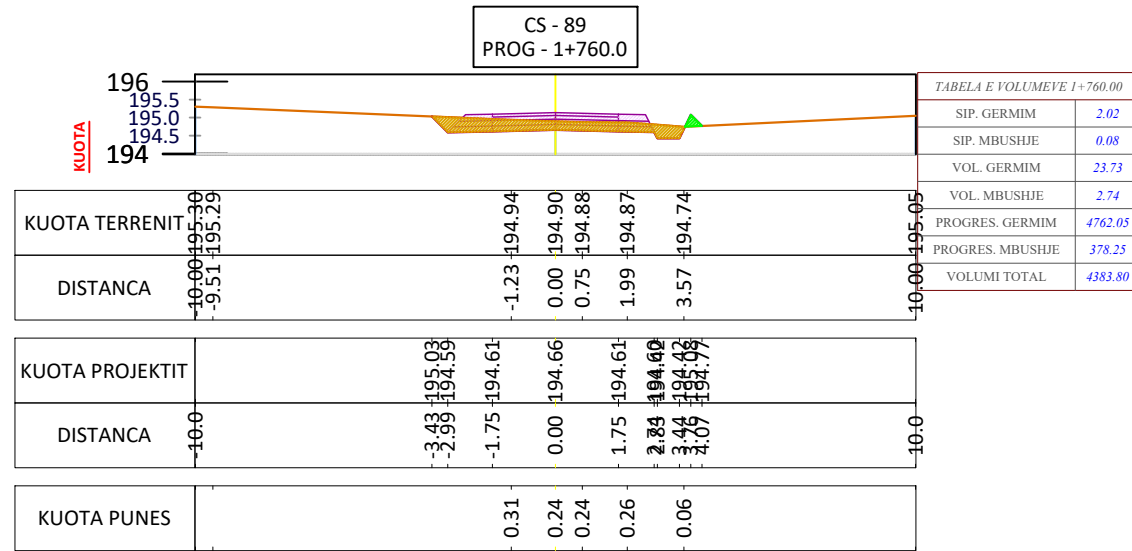 CS - 89
PROG - 1+760.0
196
195.5
195.0
194.5
194
KUOTA
TABELA E VOLUMEVE 1+760.00
SIP. GERMIM 2.02
SIP. MBUSHJE 0.08
VOL. GERMIM 23.73
VOL. MBUSHJE 2.74
PROGRES. GERMIM 4762.05
PROGRES. MBUSHJE 378.25
VOLUMI TOTAL 4383.80
KUOTA TERRENIT 195.30 195.29 194.94 194.90 194.88 194.87 194.74 195.05
DISTANCA -10.00 -9.51 -1.23 0.00 0.75 1.99 3.57 10.00
KUOTA PROJEKTIT 195.03 194.59 194.61 194.66 194.61 194.60 194.42 194.42 195.08 194.77
DISTANCA -10.0 -3.43 -2.99 -1.75 0.00 1.75 2.83 3.44 3.76 4.07 10.0
KUOTA PUNES 0.31 0.24 0.24 0.26 0.06